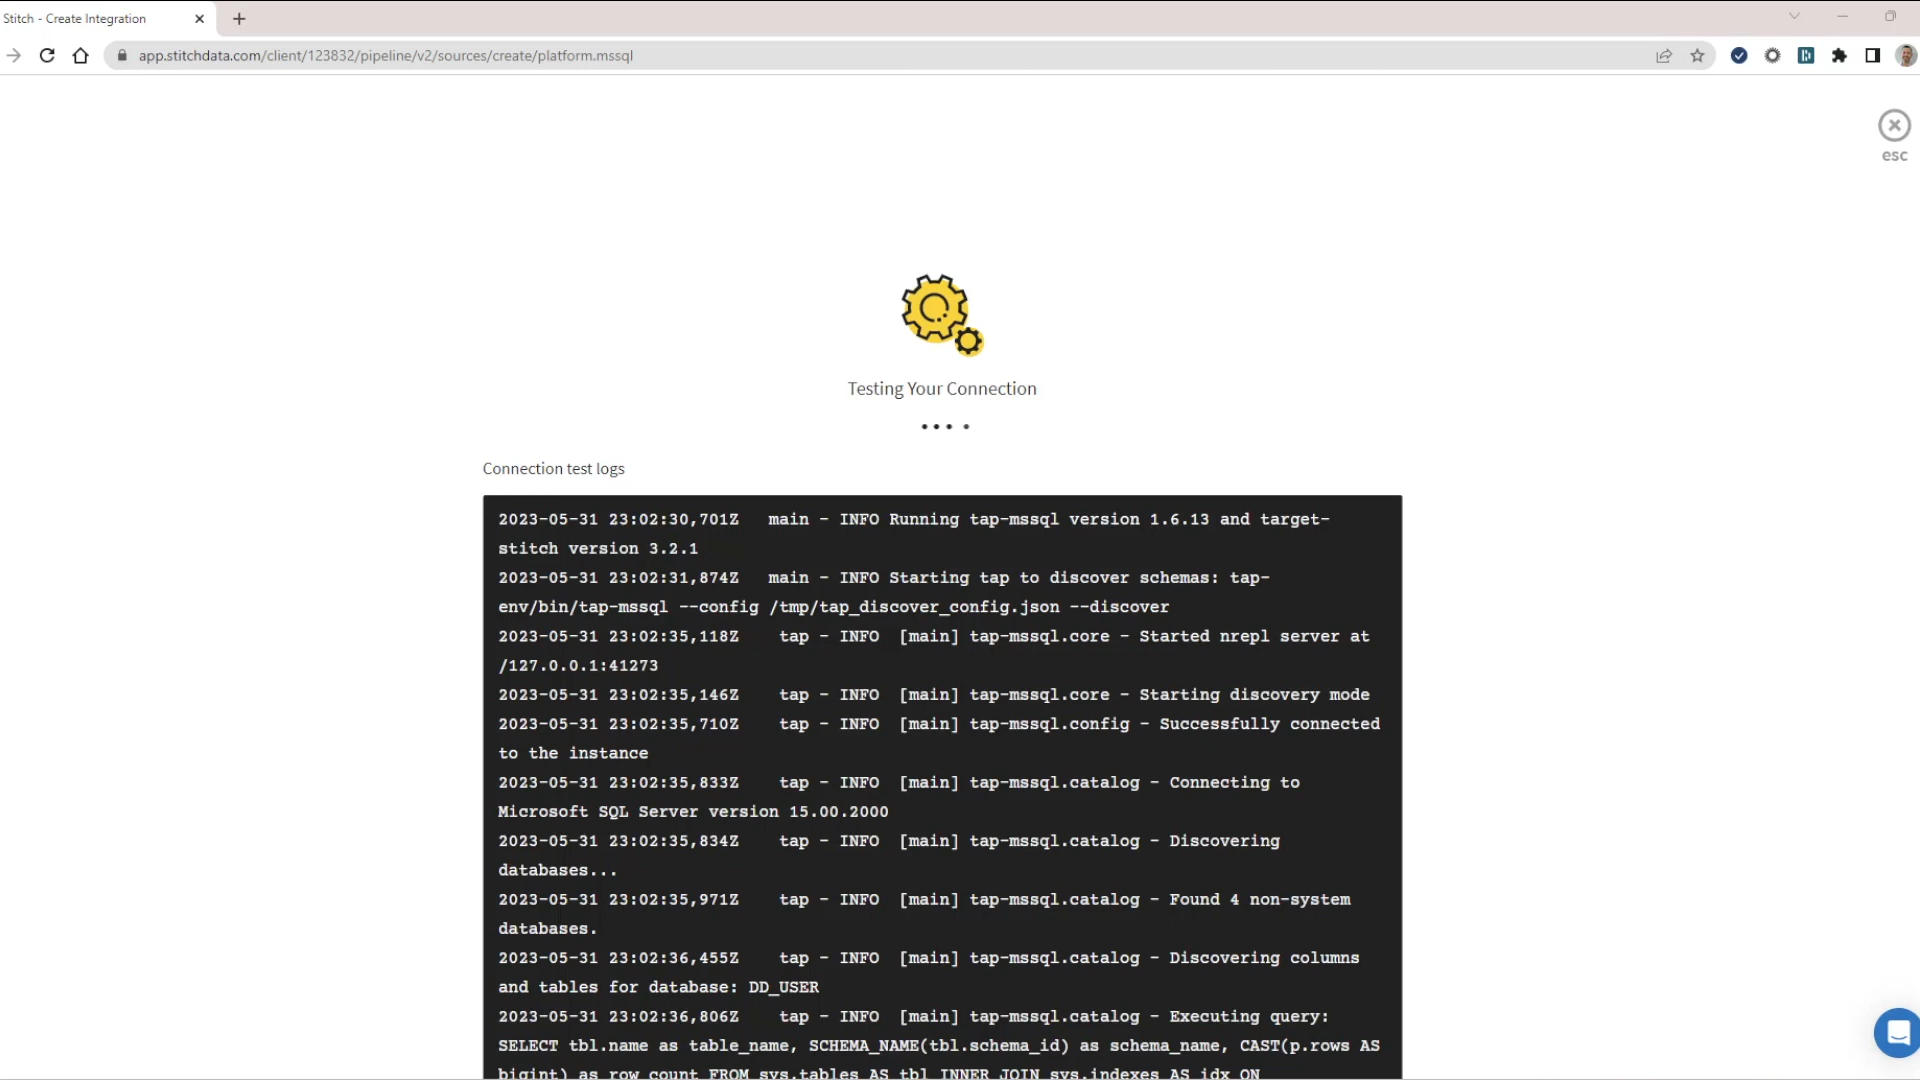 Stitch - Create Integration
app.stitchdata.com/client/123832/pipeline/v2/sources/create/platform.mssql
esc
Testing Your Connection
Connection test logs
2023-05-31 23:02:30,701Z   main - INFO Running tap-mssql version 1.6.13 and target-
stitch version 3.2.1
2023-05-31 23:02:31,874Z   main - INFO Starting tap to discover schemas: tap-
env/bin/tap-mssql --config /tmp/tap_discover_config.json --discover
2023-05-31 23:02:35,118Z    tap - INFO  [main] tap-mssql.core - Started nrepl server at
/127.0.0.1:41273
2023-05-31 23:02:35,146Z    tap - INFO  [main] tap-mssql.core - Starting discovery mode
2023-05-31 23:02:35,710Z    tap - INFO  [main] tap-mssql.config - Successfully connected
to the instance
2023-05-31 23:02:35,833Z    tap - INFO  [main] tap-mssql.catalog - Connecting to
Microsoft SQL Server version 15.00.2000
2023-05-31 23:02:35,834Z    tap - INFO  [main] tap-mssql.catalog - Discovering
databases...
2023-05-31 23:02:35,971Z    tap - INFO  [main] tap-mssql.catalog - Found 4 non-system
databases.
2023-05-31 23:02:36,455Z    tap - INFO  [main] tap-mssql.catalog - Discovering columns
and tables for database: DD_USER
2023-05-31 23:02:36,806Z    tap - INFO  [main] tap-mssql.catalog - Executing query:
SELECT tbl.name as table_name, SCHEMA_NAME(tbl.schema_id) as schema_name, CAST(p.rows AS
bigint) as row_count FROM sys.tables AS tbl INNER JOIN sys.indexes AS idx ON